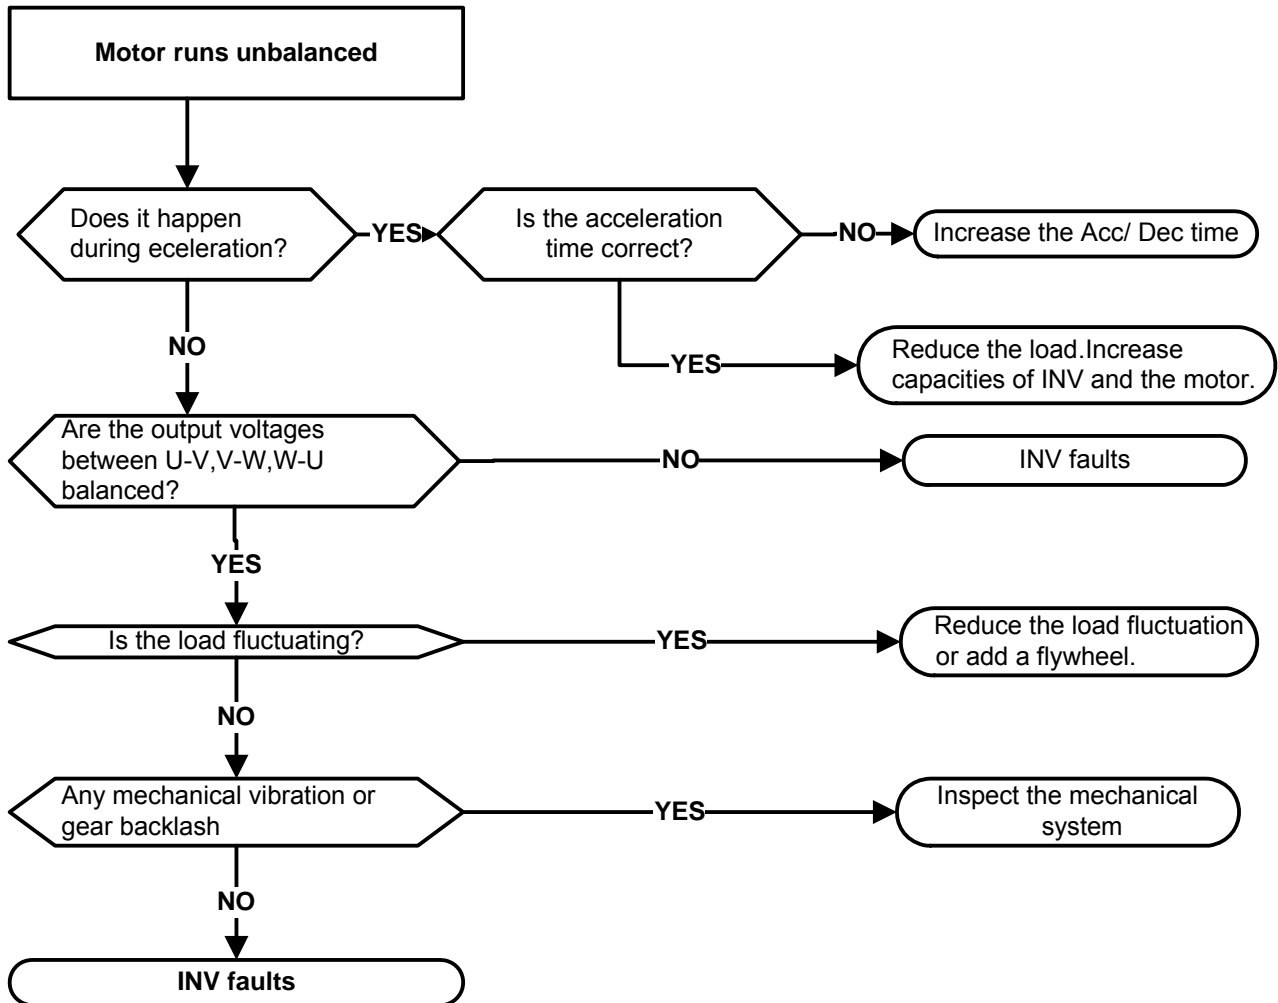 Motor runs unbalanced
Does it happen
during eceleration?
YES
Is the acceleration
time correct?
NO
Increase the Acc/ Dec time
NO
YES
Reduce the load.Increase
capacities of INV and the motor.
Are the output voltages
between U-V,V-W,W-U
balanced?
NO
INV faults
YES
Is the load fluctuating?
YES
Reduce the load fluctuation
or add a flywheel.
NO
Any mechanical vibration or
gear backlash
YES
Inspect the mechanical
system
NO
INV faults